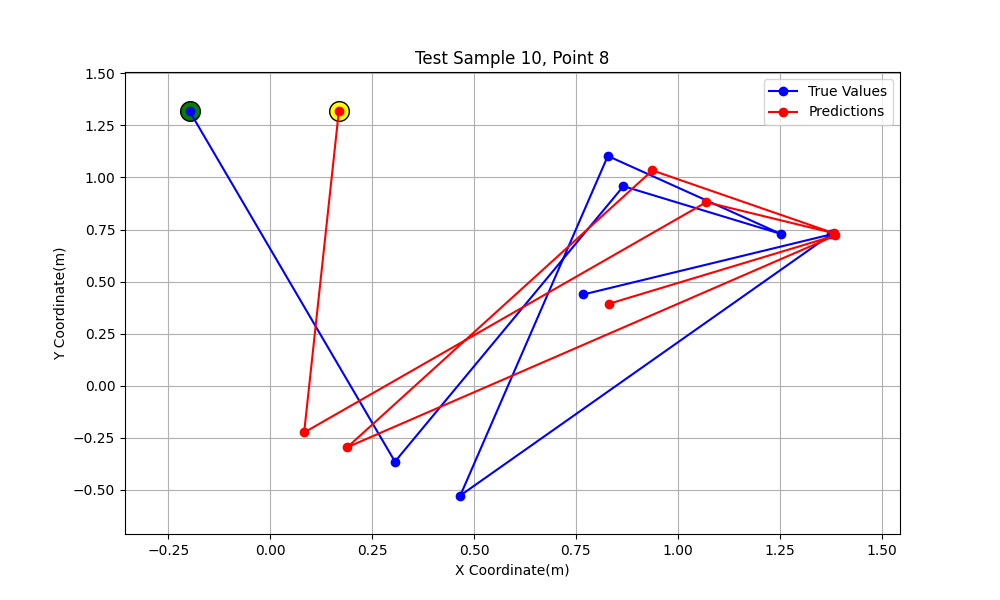 Test Sample 10, Point 8
True Values
Predictions
1.50
1.25
1.00
0.75
0.50
0.25
0.00
−0.25
−0.50
Y Coordinate(m)
−0.25 0.00 0.25 0.50 0.75 1.00 1.25 1.50
X Coordinate(m)